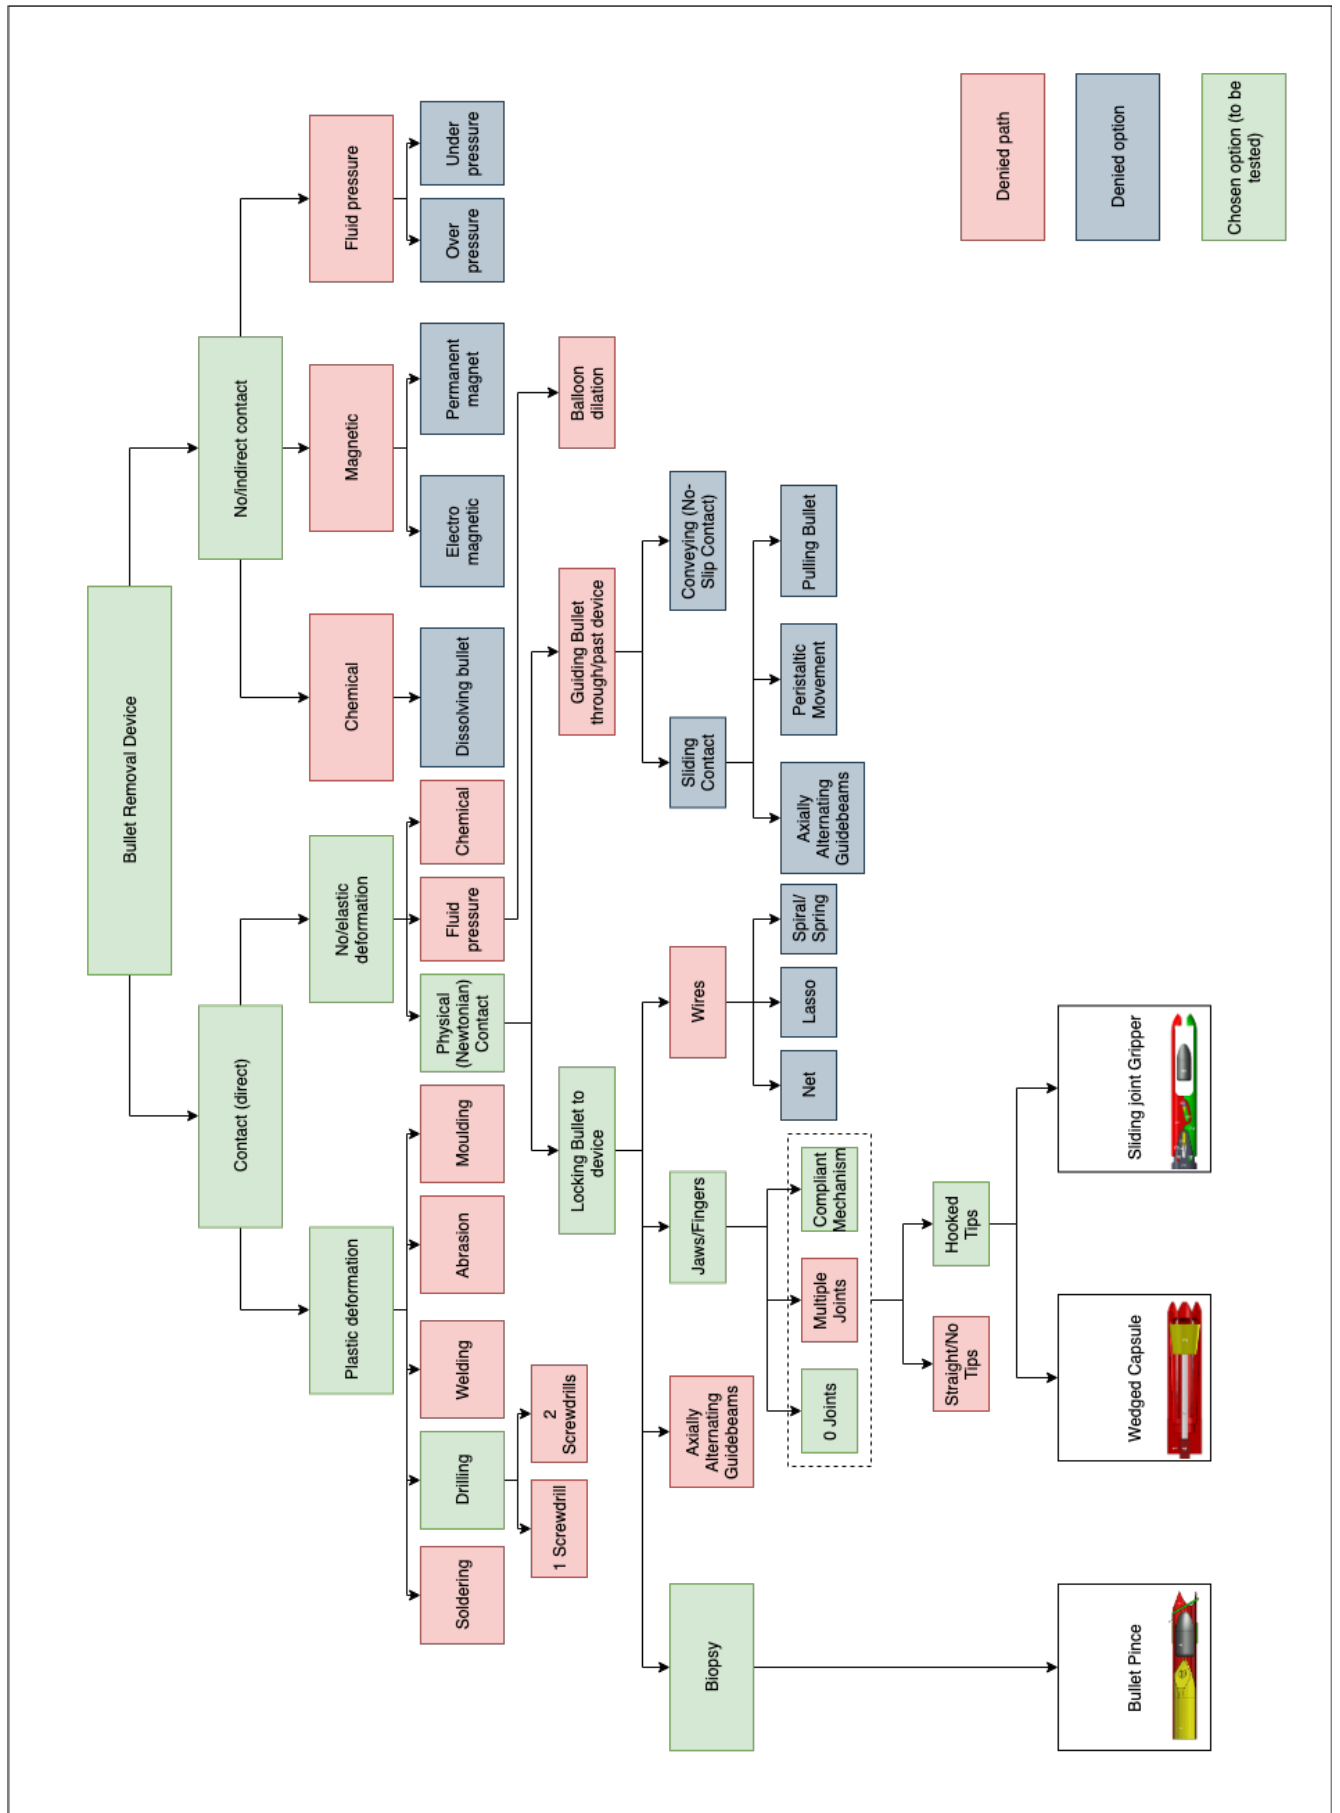 Bullet Removal Device
Contact (direct)
No/indirect contact
Plastic deformation
No/elastic
deformation
Chemical
Magnetic
Fluid pressure
Soldering
Drilling
Welding
Abrasion
Moulding
Physical
(Newtonian)
Contact
Fluid
pressure
Chemical
Dissolving bullet
Electro
magnetic
Permanent
magnet
Over
pressure
Under
pressure
1 Screwdrill
2
Screwdrills
Locking Bullet to
device
Guiding Bullet
through/past device
Balloon
dilation
Biopsy
Axially
Alternating
Guidebeams
Jaws/Fingers
Wires
Sliding
Contact
Conveying (No-
Slip Contact)
0 Joints
Multiple
Joints
Compliant
Mechanism
Net
Lasso
Spiral/
Spring
Axially
Alternating
Guidebeams
Peristaltic
Movement
Pulling Bullet
Straight/No
Tips
Hooked
Tips
Bullet Pince
Wedged Capsule
Sliding joint Gripper
Denied path
Denied option
Chosen option (to be
tested)